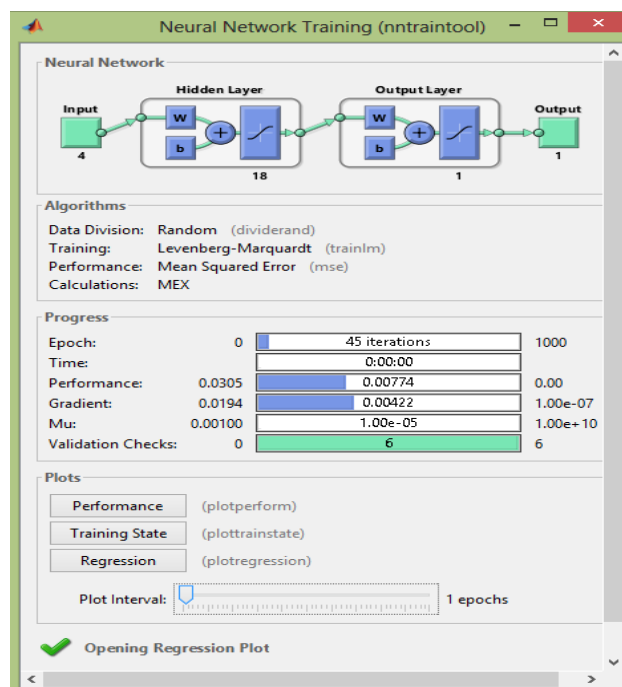 Neural Network Training (nntraintool)
Neural Network
Hidden Layer Output Layer
Input Output
W W
b b
4 18 1 1
Algorithms
Data Division: Random (dividerand)
Training: Levenberg-Marquardt (trainlm)
Performance: Mean Squared Error (mse)
Calculations: MEX
Progress
Epoch: 0 45 iterations 1000
Time: 0:00:00
Performance: 0.0305 0.00774 0.00
Gradient: 0.0194 0.00422 1.00e-07
Mu: 0.00100 1.00e-05 1.00e+10
Validation Checks: 0 6 6
Plots
Performance (plotperform)
Training State (plottrainstate)
Regression (plotregression)
Plot Interval: 1 epochs
Opening Regression Plot